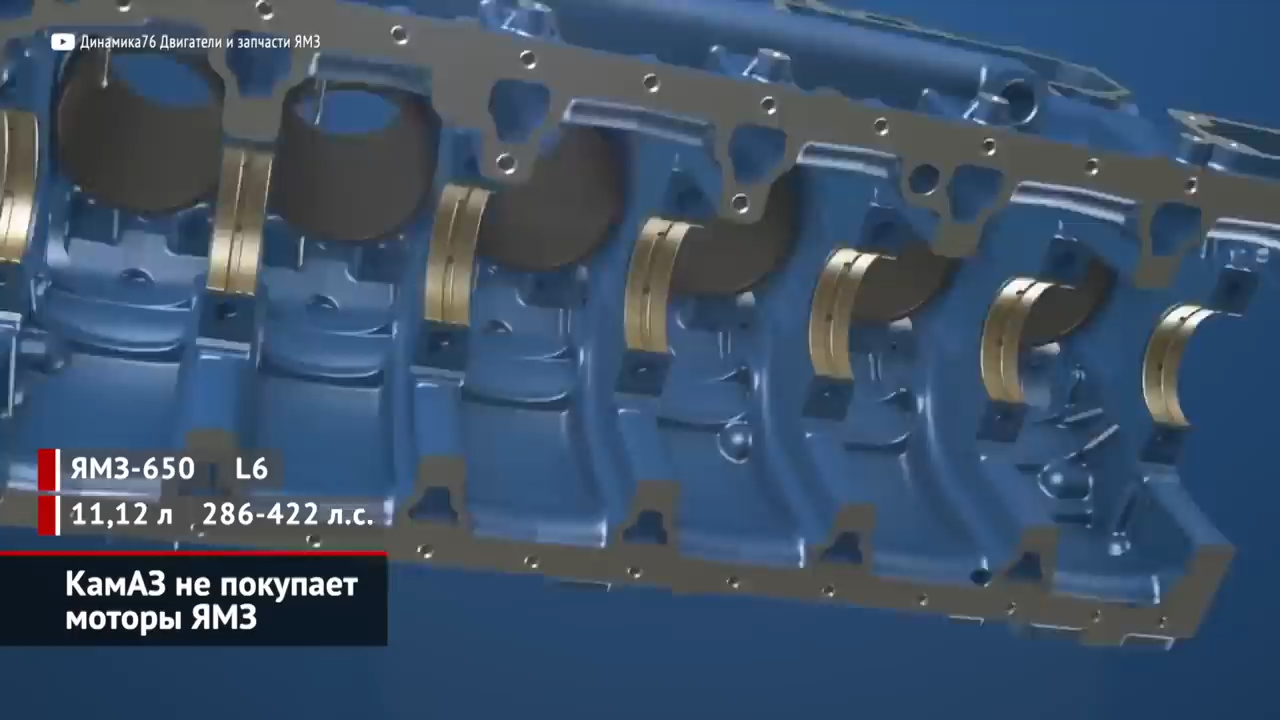 Динамика76 Двигатели и запчасти ЯМЗ
ЯМЗ-650 L6
11,12 л 286-422 л.с.
КамАЗ не покупает
моторы ЯМЗ